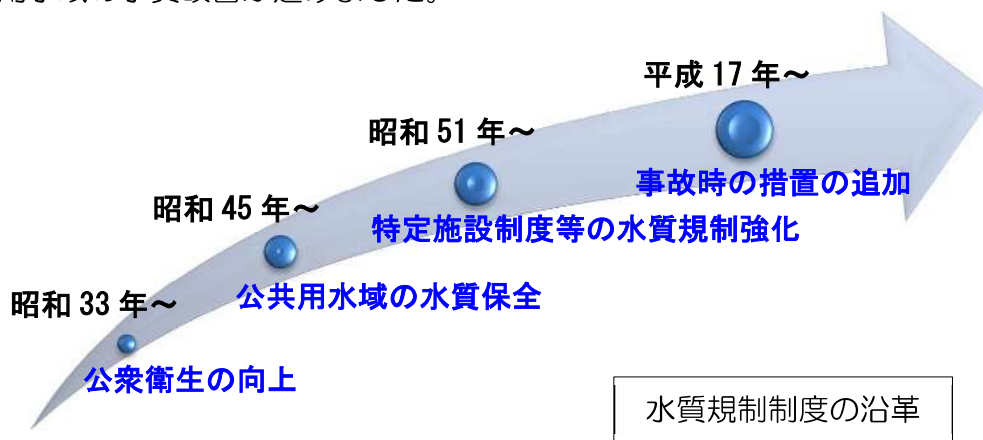 平成 17 年～
昭和 51 年～
事故時の措置の追加
昭和 45 年～
特定施設制度等の水質規制強化
昭和 33 年～
公共用水域の水質保全
公衆衛生の向上
水質規制制度の沿革